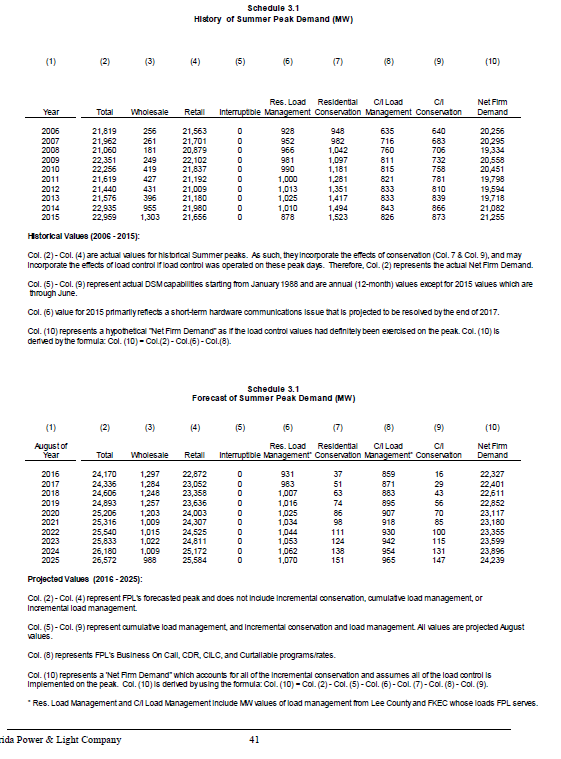 Schedule 3.1
History of Summer Peak Demand (MW)
(1) (2) (3) (4) (5) (6) (7) (8) (9) (10)
Res. Load Residential C/I Load C/I Net Firm
Year Total Wholesale Retail Interruptible Management Conservation Management Conservation Demand
2006 21,819 256 21,563 0 928 948 635 640 20,256
2007 21,962 261 21,701 0 952 982 716 683 20,295
2008 21,060 181 20,879 0 966 1,042 760 706 19,334
2009 22,351 249 22,102 0 981 1,097 811 732 20,558
2010 22,256 419 21,837 0 990 1,181 815 758 20,451
2011 21,619 427 21,192 0 1,000 1,281 821 781 19,798
2012 21,440 431 21,009 0 1,013 1,351 833 810 19,594
2013 21,576 396 21,180 0 1,025 1,417 833 839 19,718
2014 22,935 955 21,980 0 1,010 1,494 843 866 21,082
2015 22,959 1,303 21,656 0 878 1,523 826 873 21,255
Historical Values (2006 - 2015):
Col. (2) - Col. (4) are actual values for historical Summer peaks. As such, they incorporate the effects of conservation (Col. 7 & Col. 9), and may
incorporate the effects of load control if load control was operated on these peak days. Therefore, Col. (2) represents the actual Net Firm Demand.
Col. (5) - Col. (9) represent actual DSM capabilities starting from January 1988 and are annual (12-month) values except for 2015 values which are
through June.
Col. (6) value for 2015 primarily reflects a short-term hardware communications issue that is projected to be resolved by the end of 2017.
Col. (10) represents a hypothetical "Net Firm Demand" as if the load control values had definitely been exercised on the peak. Col. (10) is
derived by the formula: Col. (10) = Col.(2) - Col.(6) - Col.(8).
Schedule 3.1
Forecast of Summer Peak Demand (MW)
(1) (2) (3) (4) (5) (6) (7) (8) (9) (10)
August of Res. Load Residential C/I Load C/I Net Firm
Year Total Wholesale Retail Interruptible Management* Conservation Management* Conservation Demand
2016 24,170 1,297 22,872 0 931 37 859 16 22,327
2017 24,336 1,284 23,052 0 983 51 871 29 22,401
2018 24,606 1,248 23,358 0 1,007 63 883 43 22,611
2019 24,893 1,257 23,636 0 1,016 74 895 56 22,852
2020 25,206 1,203 24,003 0 1,025 86 907 70 23,117
2021 25,316 1,009 24,307 0 1,034 98 918 85 23,180
2022 25,540 1,015 24,525 0 1,044 111 930 100 23,355
2023 25,833 1,022 24,811 0 1,053 124 942 115 23,599
2024 26,180 1,009 25,172 0 1,062 138 954 131 23,896
2025 26,572 988 25,584 0 1,070 151 965 147 24,239
Projected Values (2016 - 2025):
Col. (2) - Col. (4) represent FPL's forecasted peak and does not include incremental conservation, cumulative load management, or
incremental load management.
Col. (5) - Col. (9) represent cumulative load management, and incremental conservation and load management. All values are projected August
values.
Col. (8) represents FPL's Business On Call, CDR, CILC, and Curtailable programs/rates.
Col. (10) represents a 'Net Firm Demand" which accounts for all of the incremental conservation and assumes all of the load control is
implemented on the peak. Col. (10) is derived by using the formula: Col. (10) = Col. (2) - Col. (5) - Col. (6) - Col. (7) - Col. (8) - Col. (9).
* Res. Load Management and C/I Load Management include MW values of load management from Lee County and FKEC whose loads FPL serves.
rida Power & Light Company 41